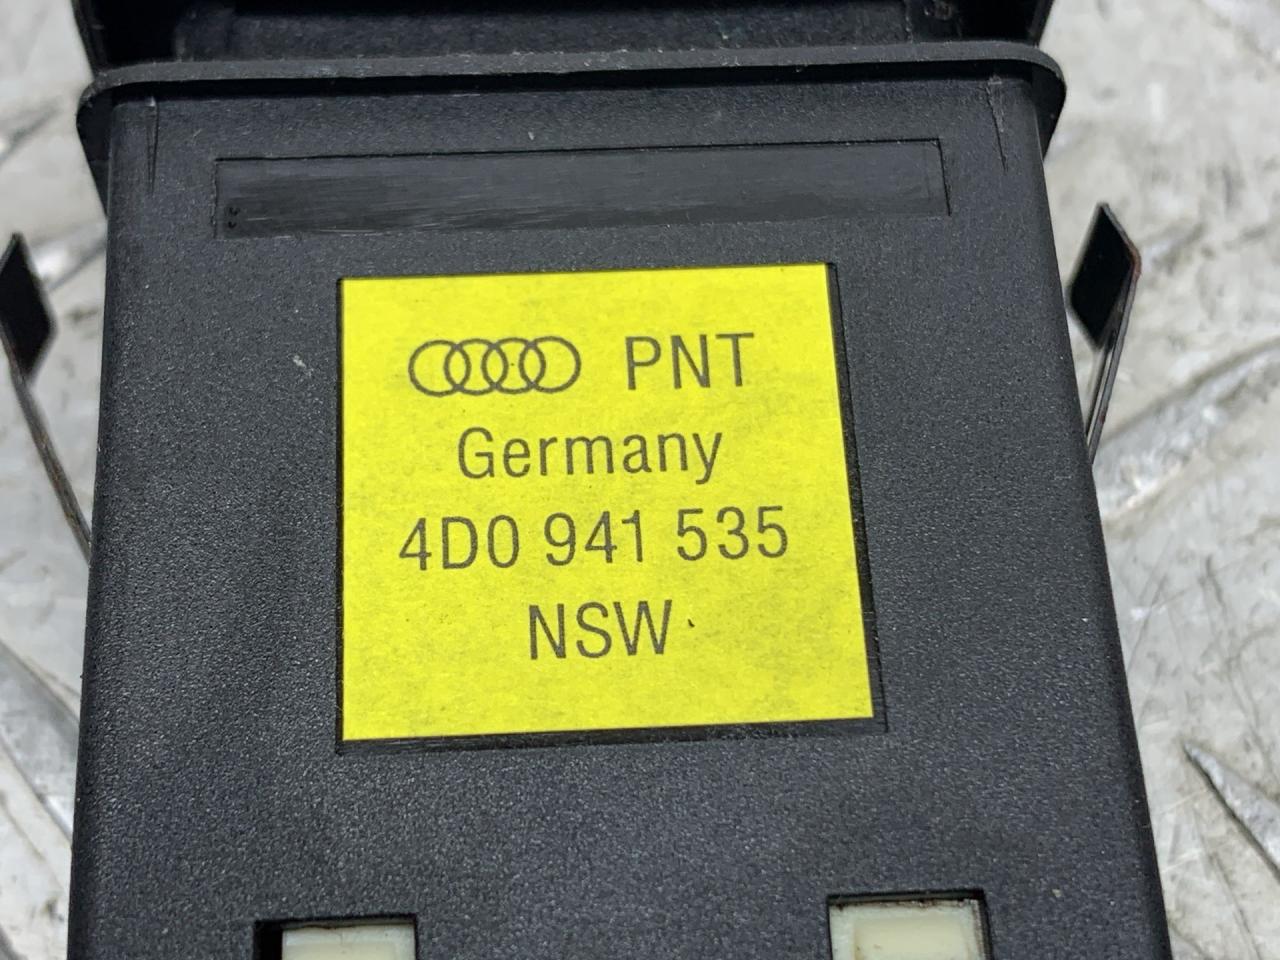 PNT
Germany
4D0 941 535
NSW